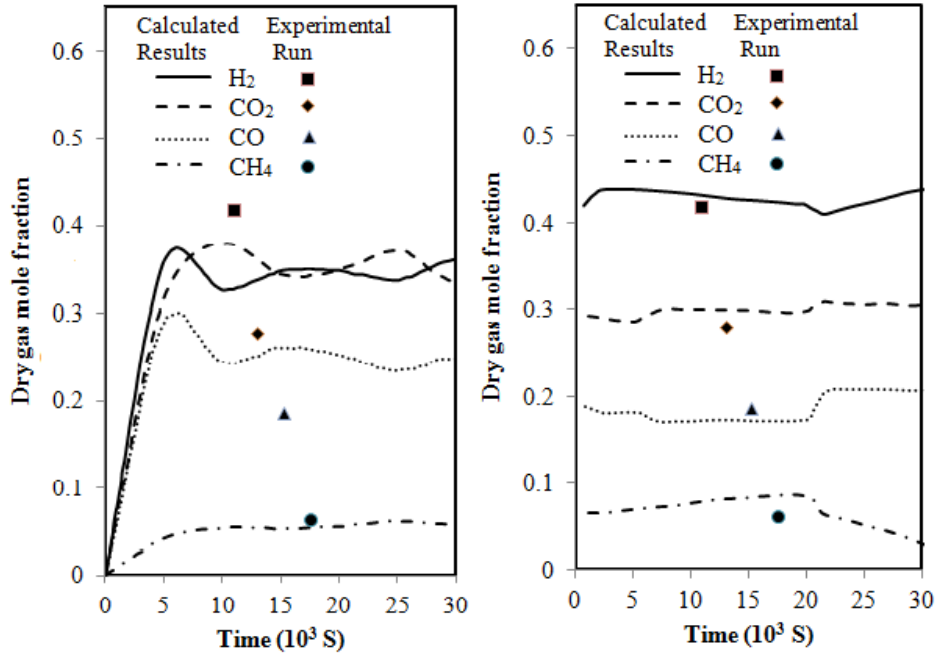 Calculated Experimental
Results Run
H2
CO2
CO
CH4
0.6
0.5
0.4
0.3
0.2
0.1
0
Dry gas mole fraction
0 5 10 15 20 25 30
Time (10³ S)
Calculated Experimental
Results Run
H2
CO2
CO
CH4
0.6
0.5
0.4
0.3
0.2
0.1
0
Dry gas mole fraction
0 5 10 15 20 25 30
Time (10³ S)